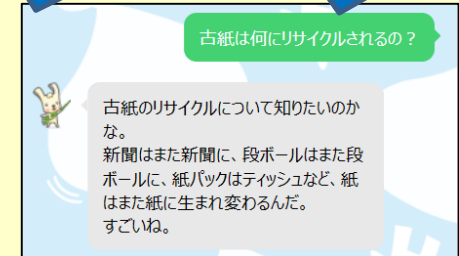 古紙は何にリサイクルされるの？
古紙のリサイクルについて知りたいのか
な。
新聞はまた新聞に、段ボールはまた段
ボールに、紙パックはティッシュなど、紙
はまた紙に生まれ変わるんだ。
すごいね。